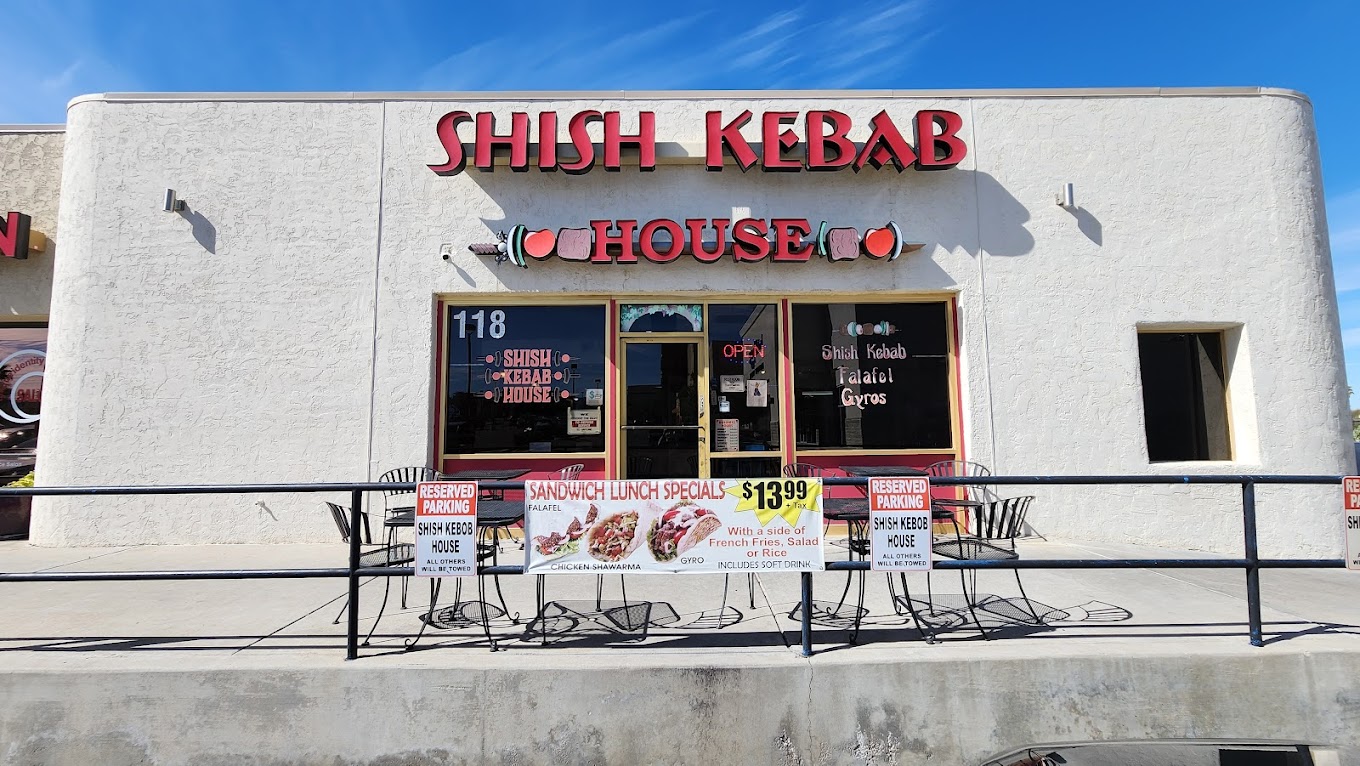 SHISH KEBAB
HOUSE
N
118
SHISH
KEBAB
HOUSE
OPEN
Shish Kebab
Falafel
Gyros
RESERVED
PARKING
SHISH KEBOB
HOUSE
ALL OTHERS
WILL BE TOWED
SANDWICH LUNCH SPECIALS
$13.99
+ Tax
FALAFEL
With a side of
French Fries, Salad
or Rice
CHICKEN SHAWARMA
GYRO
INCLUDES SOFT DRINK
RESERVED
PARKING
SHISH KEBOB
HOUSE
ALL OTHERS
WILL BE TOWED